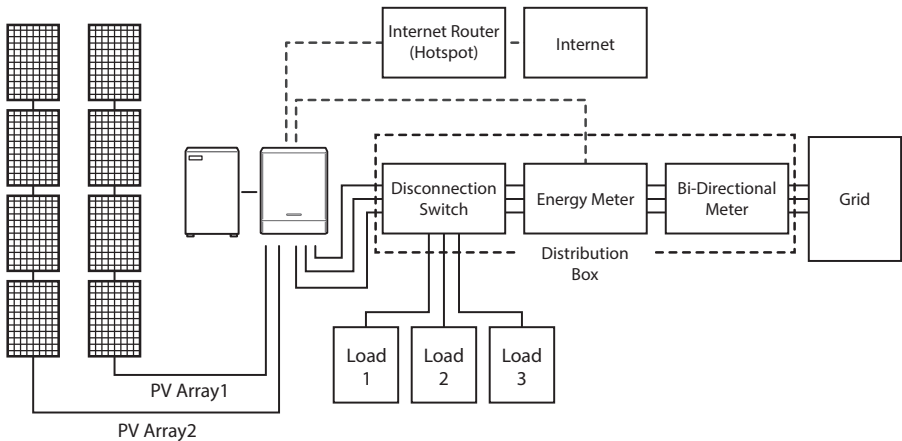 Internet Router
(Hotspot)
Internet
Disconnection
Switch
Energy Meter
Bi-Directional
Meter
Grid
Distribution
Box
Load
1
Load
2
Load
3
PV Array1
PV Array2